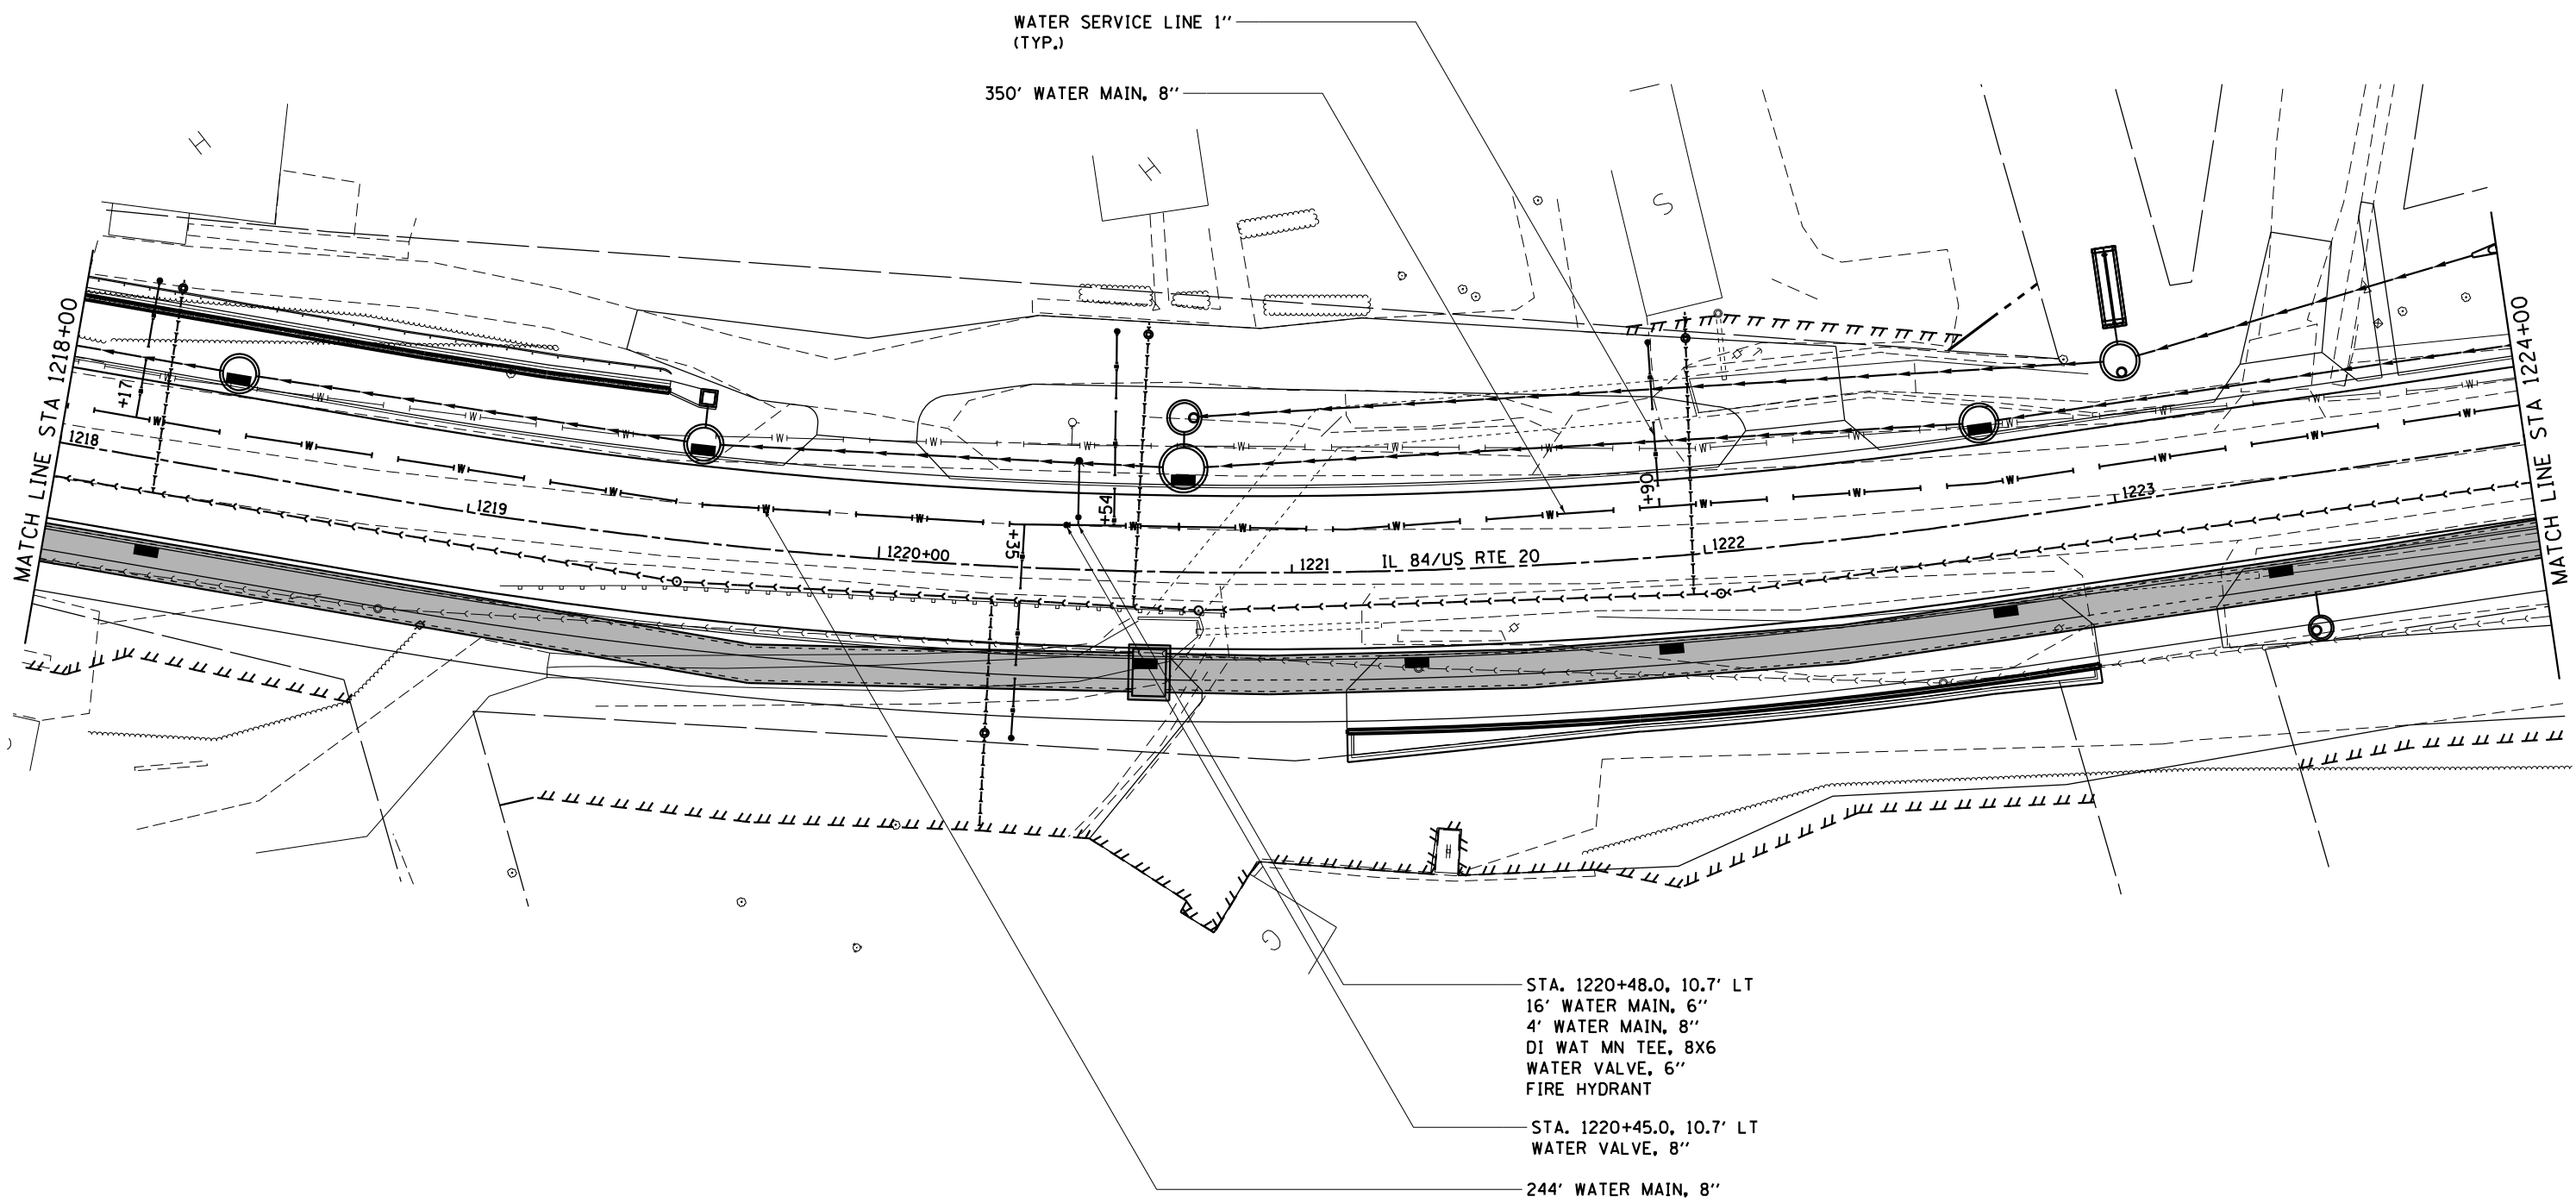 WATER SERVICE LINE 1''
(TYP.)
350' WATER MAIN, 8''
H
H
S
MATCH LINE STA 1218+00
MATCH LINE STA 1224+00
+17
+54
+90
+35
1218
1219
1220+00
1221
1222
1223
IL 84/US RTE 20
W
H
G
STA. 1220+48.0, 10.7' LT
16' WATER MAIN, 6''
4' WATER MAIN, 8''
DI WAT MN TEE, 8X6
WATER VALVE, 6''
FIRE HYDRANT
STA. 1220+45.0, 10.7' LT
WATER VALVE, 8''
244' WATER MAIN, 8''